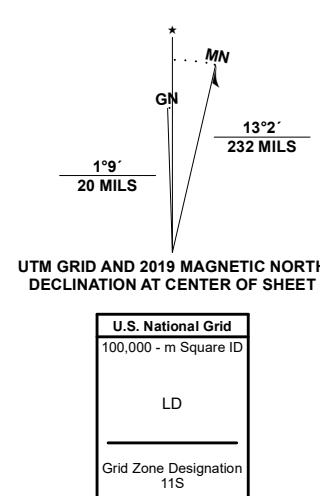 ★
MN
GN
13°2´
232 MILS
1°9´
20 MILS
UTM GRID AND 2019 MAGNETIC NORTH
DECLINATION AT CENTER OF SHEET
U.S. National Grid
100,000 - m Square ID
LD
Grid Zone Designation
11S